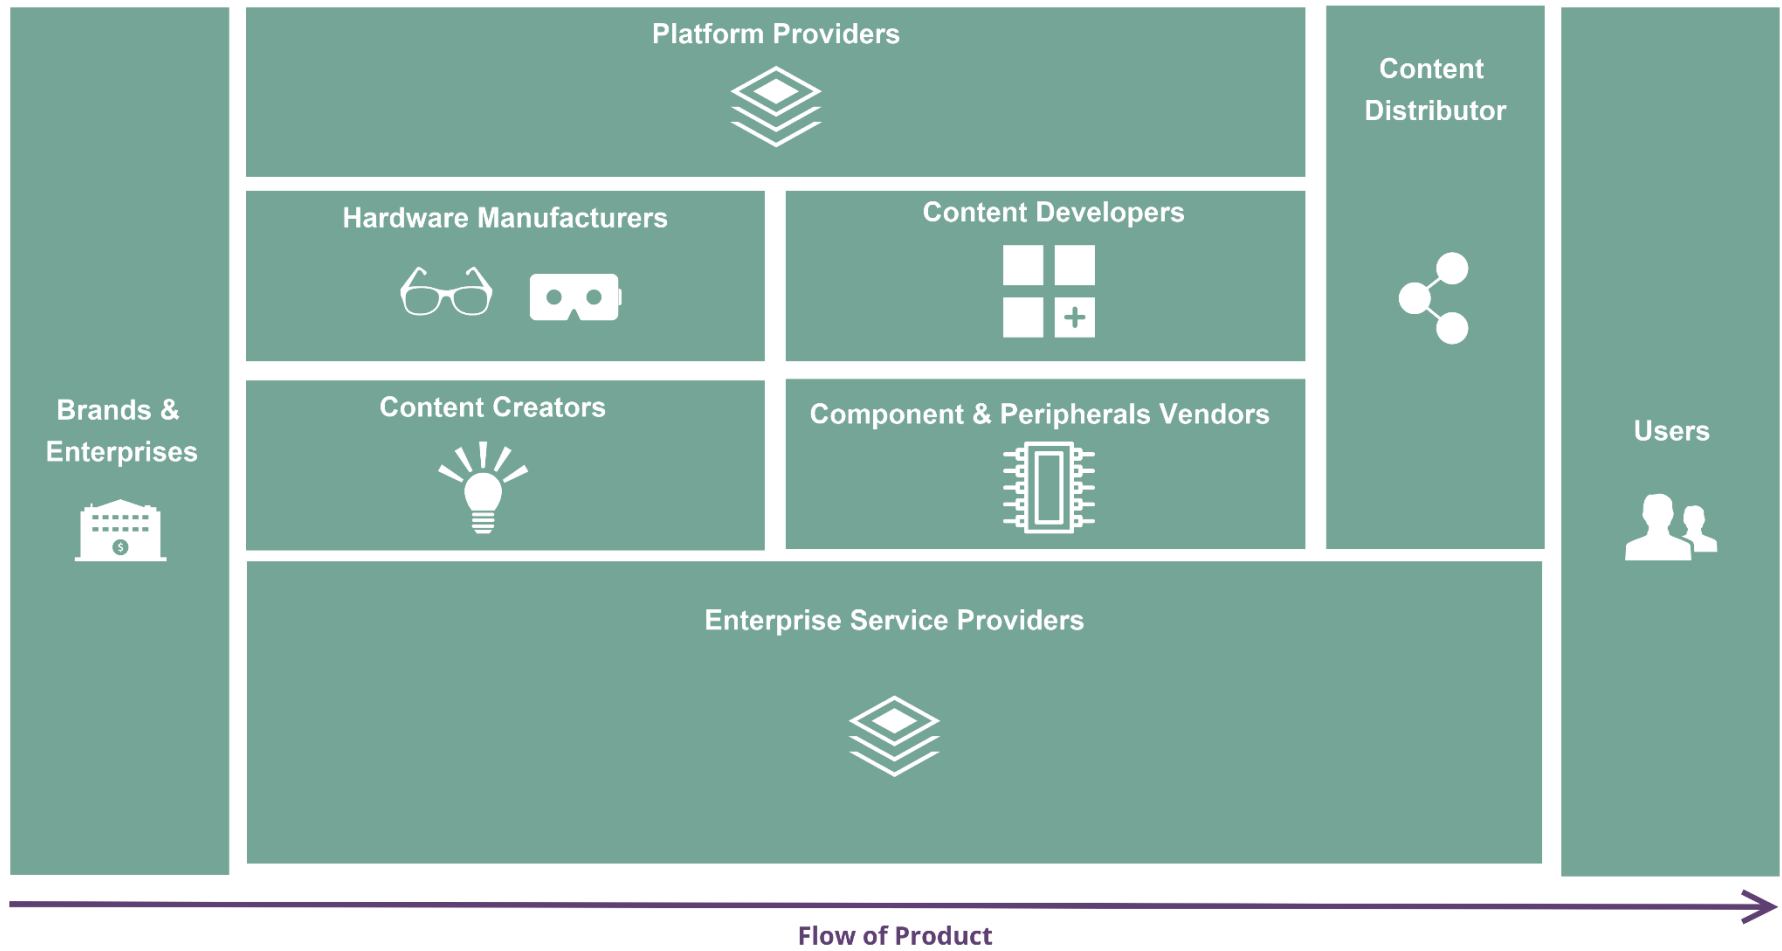 Platform Providers
Content
Distributor
Hardware Manufacturers
Content Developers
Brands &
Enterprises
Content Creators
Component & Peripherals Vendors
Users
$
Enterprise Service Providers
Flow of Product